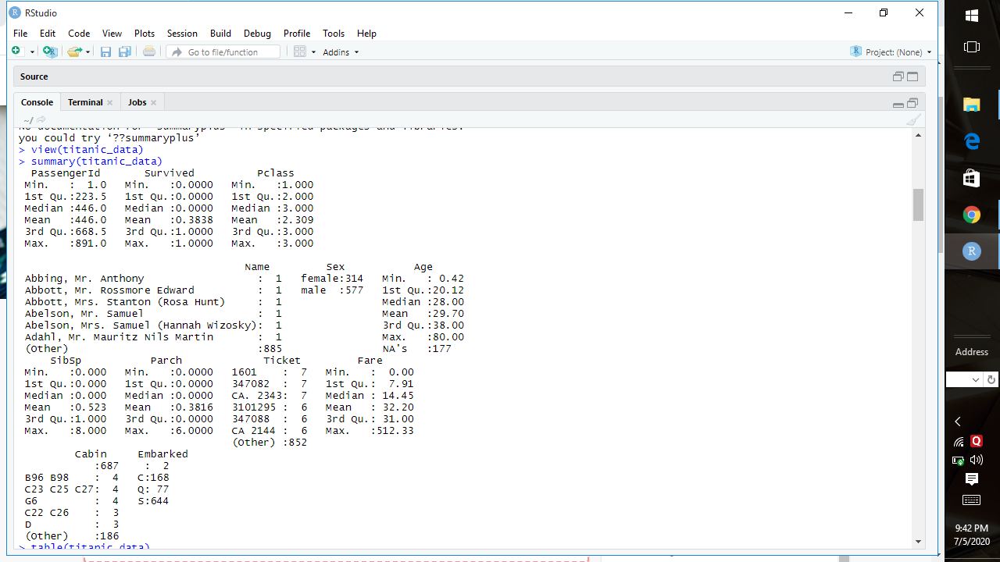 RStudio
File Edit Code View Plots Session Build Debug Profile Tools Help
Go to file/function Addins Project: (None)
Source
Console Terminal Jobs
~/
No documentation for ‘summaryplus’ in specified packages and libraries:
you could try ‘??summaryplus’
> view(titanic_data)
> summary(titanic_data)
  PassengerId       Survived          Pclass
 Min.   :  1.0   Min.   :0.0000   Min.   :1.000
 1st Qu.:223.5   1st Qu.:0.0000   1st Qu.:2.000
 Median :446.0   Median :0.0000   Median :3.000
 Mean   :446.0   Mean   :0.3838   Mean   :2.309
 3rd Qu.:668.5   3rd Qu.:1.0000   3rd Qu.:3.000
 Max.   :891.0   Max.   :1.0000   Max.   :3.000
                                    Name         Sex           Age
 Abbing, Mr. Anthony                  :  1   female:314   Min.   : 0.42
 Abbott, Mr. Rossmore Edward          :  1   male  :577   1st Qu.:20.12
 Abbott, Mrs. Stanton (Rosa Hunt)     :  1                Median :28.00
 Abelson, Mr. Samuel                  :  1                Mean   :29.70
 Abelson, Mrs. Samuel (Hannah Wizosky):  1                3rd Qu.:38.00
 Adahl, Mr. Mauritz Nils Martin       :  1                Max.   :80.00
 (Other)                              :885                NA's   :177
     SibSp           Parch             Ticket         Fare
 Min.   :0.000   Min.   :0.0000   1601    :  7   Min.   :  0.00
 1st Qu.:0.000   1st Qu.:0.0000   347082  :  7   1st Qu.:  7.91
 Median :0.000   Median :0.0000   CA. 2343:  7   Median : 14.45
 Mean   :0.523   Mean   :0.3816   3101295 :  6   Mean   : 32.20
 3rd Qu.:1.000   3rd Qu.:0.0000   347088  :  6   3rd Qu.: 31.00
 Max.   :8.000   Max.   :6.0000   CA 2144 :  6   Max.   :512.33
                                  (Other) :852
         Cabin     Embarked
            :687    :  2
 B96 B98    :  4   C:168
 C23 C25 C27:  4   Q: 77
 G6         :  4   S:644
 C22 C26    :  3
 D          :  3
 (Other)    :186
> table(titanic_data)
Address
9:42 PM
7/5/2020